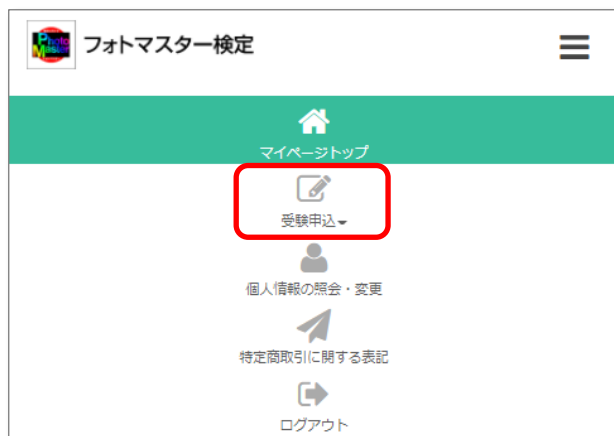 Photo
Master
フォトマスター検定
マイページトップ
受験申込
個人情報の照会・変更
特定商取引に関する表記
ログアウト